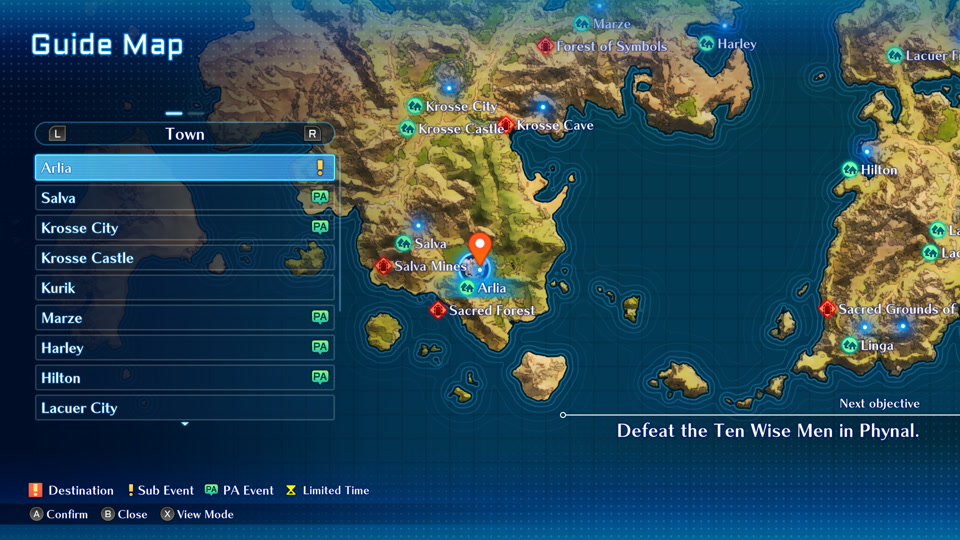 Guide Map
L Town R
Arlia !
Salva PA
Krosse City PA
Krosse Castle
Kurik
Marze PA
Harley PA
Hilton PA
Lacuer City
Marze
Forest of Symbols
Harley
Lacuer F
Krosse City
Krosse Castle
Krosse Cave
Hilton
Salva
Salva Mines
La
Lac
Arlia
Sacred Forest
Sacred Grounds of
Linga
Next objective
Defeat the Ten Wise Men in Phynal.
! Destination ! Sub Event PA PA Event Limited Time
A Confirm B Close X View Mode